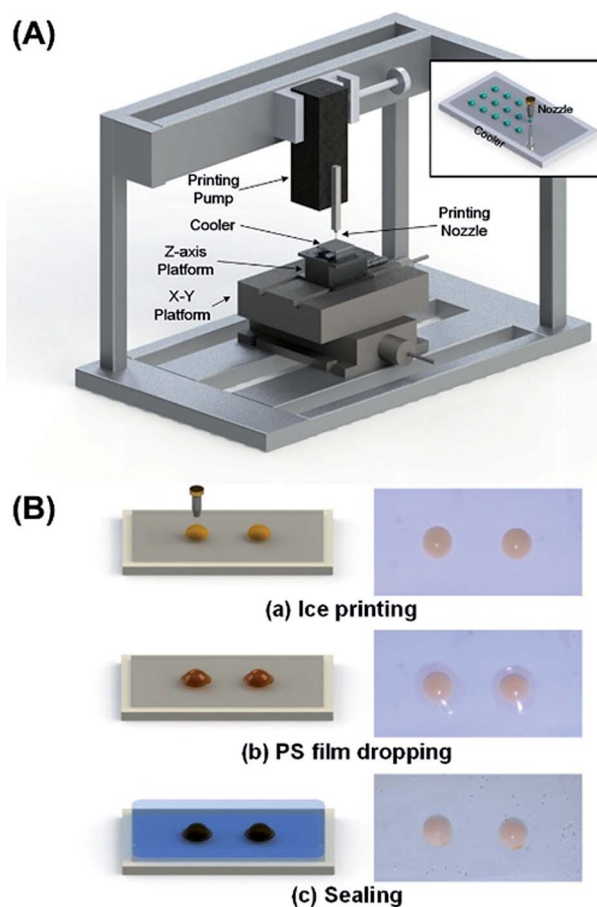 (A)
Nozzle
Cooler
Printing
Pump
Cooler
Printing
Nozzle
Z-axis
Platform
X-Y
Platform
(B)
(a) Ice printing
(b) PS film dropping
(c) Sealing